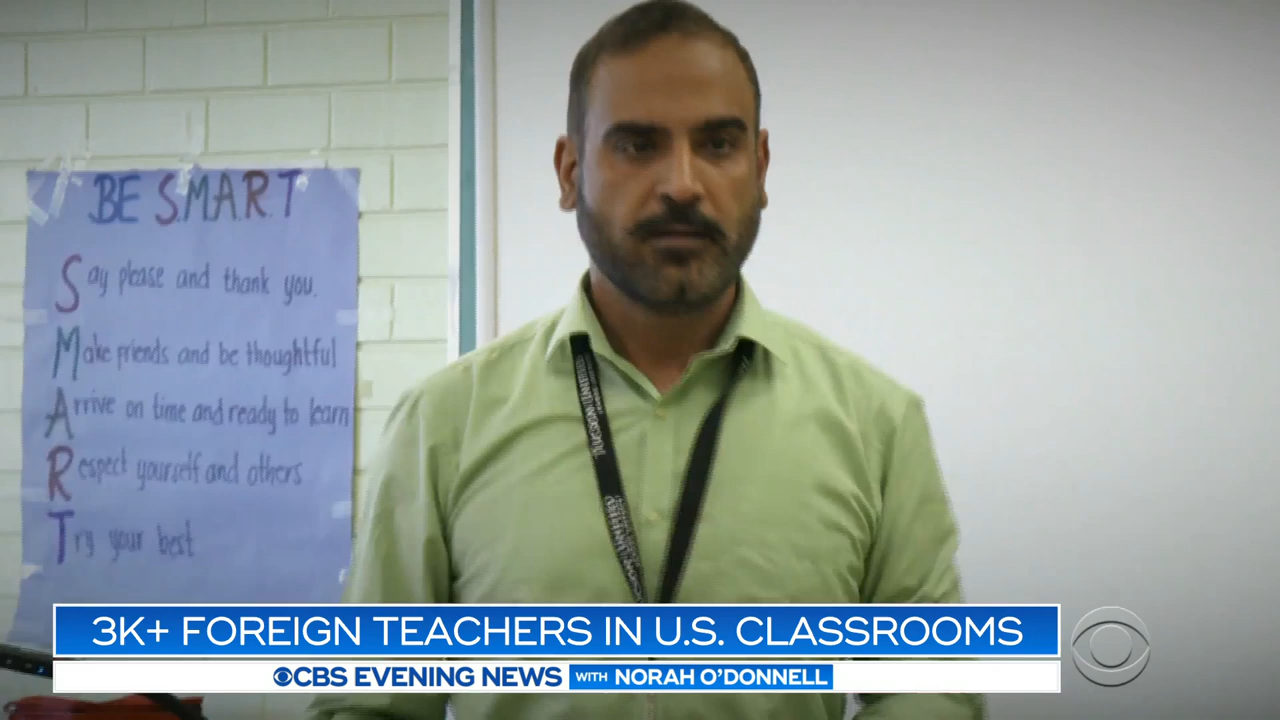 BE S.M.A.R.T
Say please and thank you.
Make friends and be thoughtful
Arrive on time and ready to learn
Respect yourself and others
Try your best
3K+ FOREIGN TEACHERS IN U.S. CLASSROOMS
CBS EVENING NEWS WITH NORAH O'DONNELL